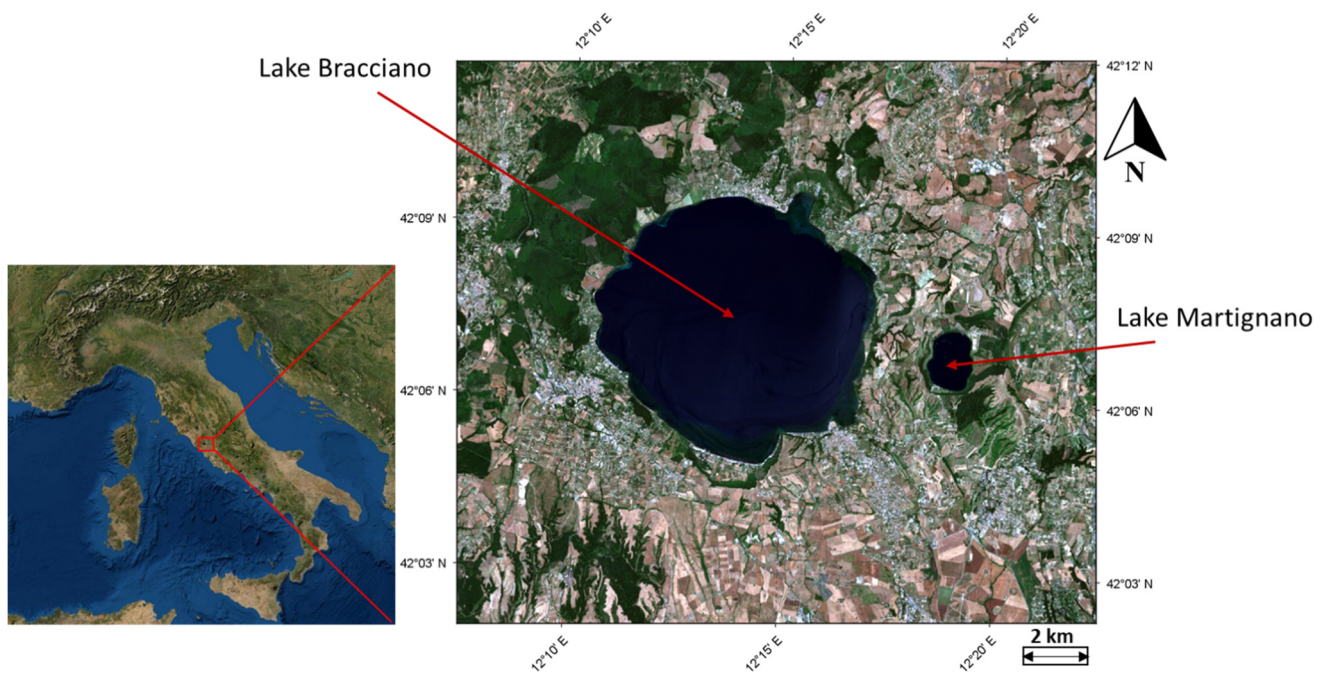 12°10' E
12°15' E
12°20' E
Lake Bracciano
42°12' N
N
42°09' N
42°09' N
Lake Martignano
42°06' N
42°06' N
42°03' N
42°03' N
12°10' E
12°15' E
12°20' E
2 km